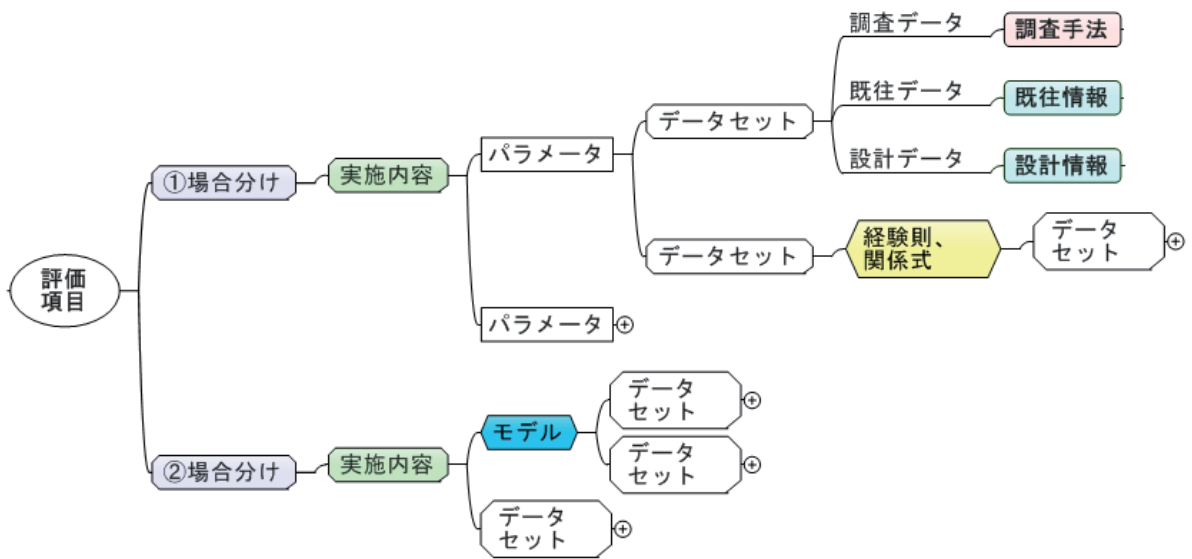 評価
項目
①場合分け
実施内容
パラメータ
データセット
調査データ
調査手法
既往データ
既往情報
設計データ
設計情報
データセット
経験則、
関係式
データ
セット
パラメータ
②場合分け
実施内容
モデル
データ
セット
データ
セット
データ
セット